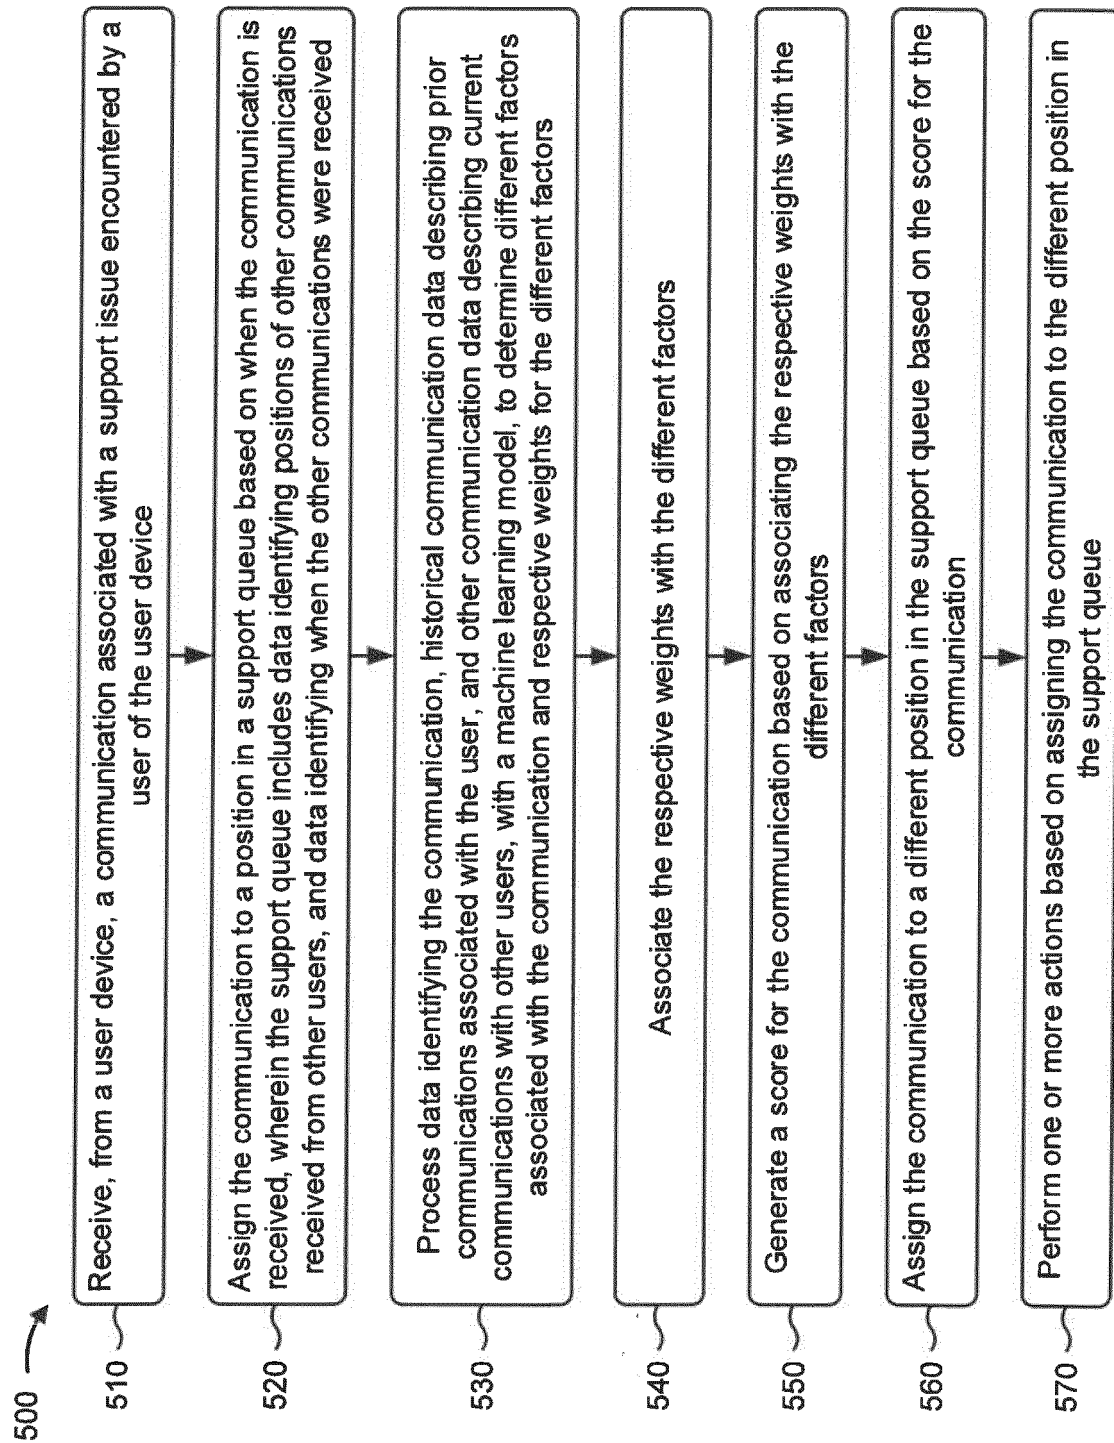 500
510
Receive, from a user device, a communication associated with a support issue encountered by a
user of the user device
520
Assign the communication to a position in a support queue based on when the communication is
received, wherein the support queue includes data identifying positions of other communications
received from other users, and data identifying when the other communications were received
530
Process data identifying the communication, historical communication data describing prior
communications associated with the user, and other communication data describing current
communications with other users, with a machine learning model, to determine different factors
associated with the communication and respective weights for the different factors
540
Associate the respective weights with the different factors
550
Generate a score for the communication based on associating the respective weights with the
different factors
560
Assign the communication to a different position in the support queue based on the score for the
communication
570
Perform one or more actions based on assigning the communication to the different position in
the support queue